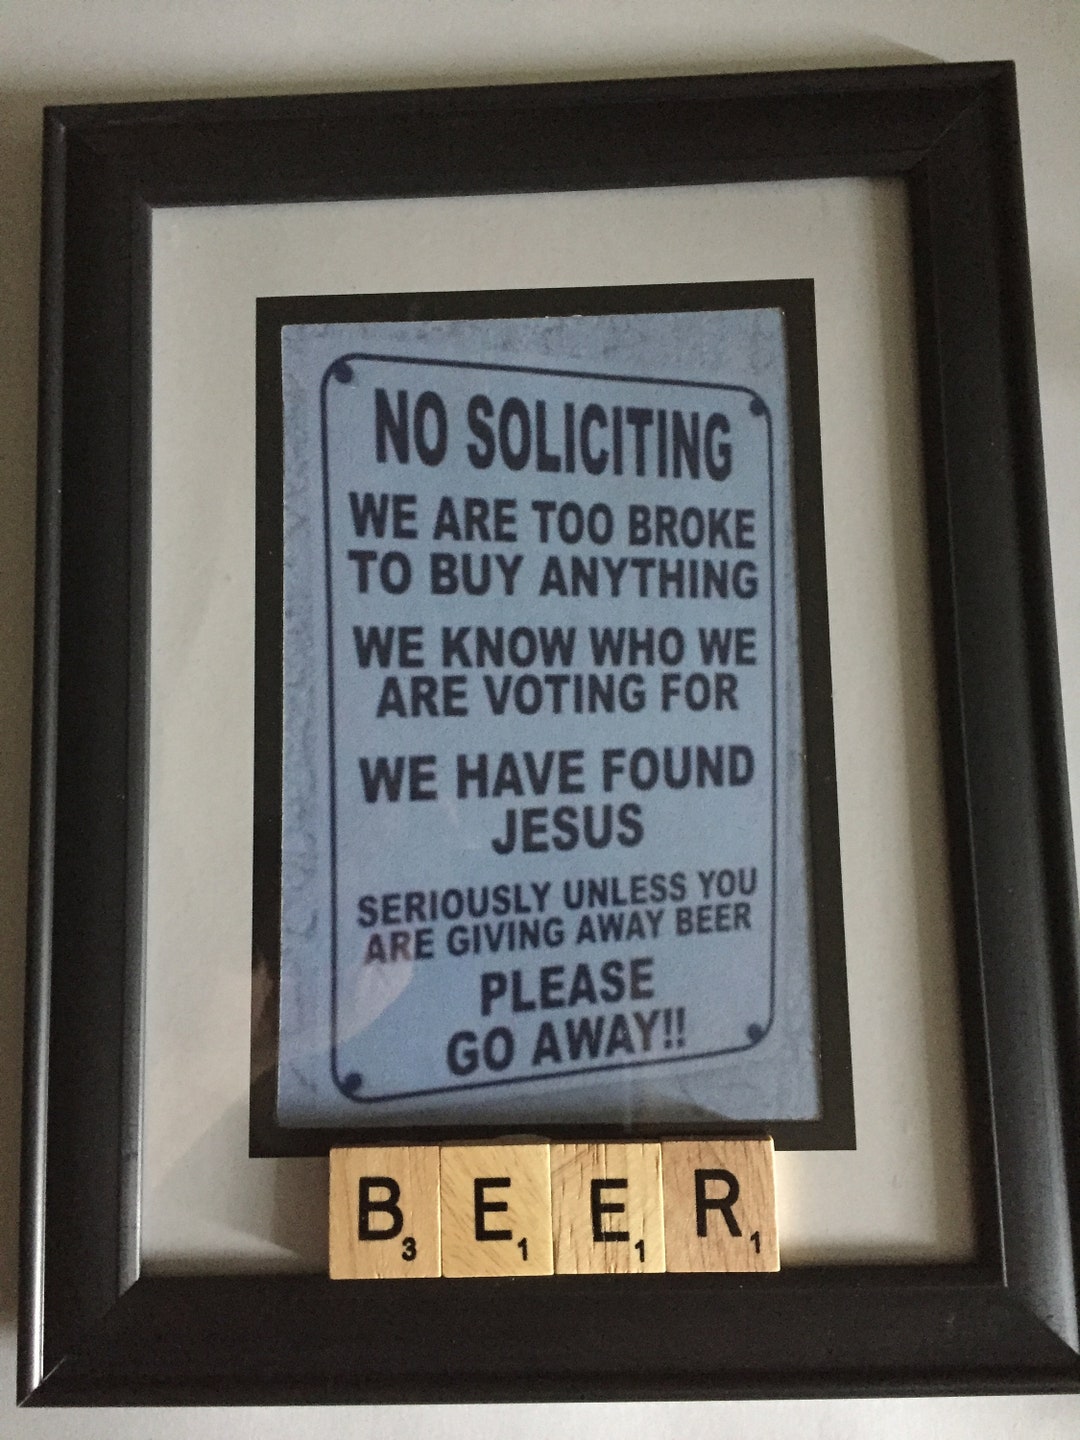 NO SOLICITING
WE ARE TOO BROKE
TO BUY ANYTHING
WE KNOW WHO WE
ARE VOTING FOR
WE HAVE FOUND
JESUS
SERIOUSLY UNLESS YOU
ARE GIVING AWAY BEER
PLEASE
GO AWAY!!
B3 E1 E1 R1